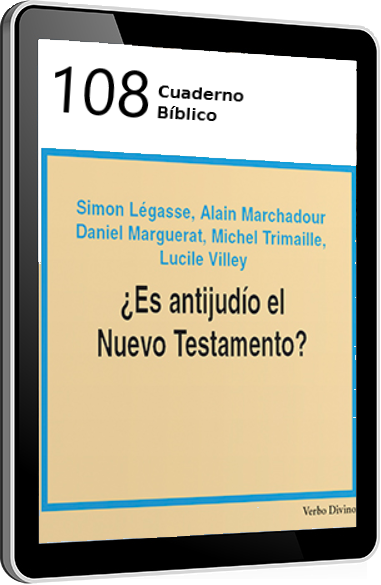 108 Cuaderno
Bíblico
Simon Légasse, Alain Marchadour
Daniel Marguerat, Michel Trimaille,
Lucile Villey
¿Es antijudío el
Nuevo Testamento?
Verbo Divino